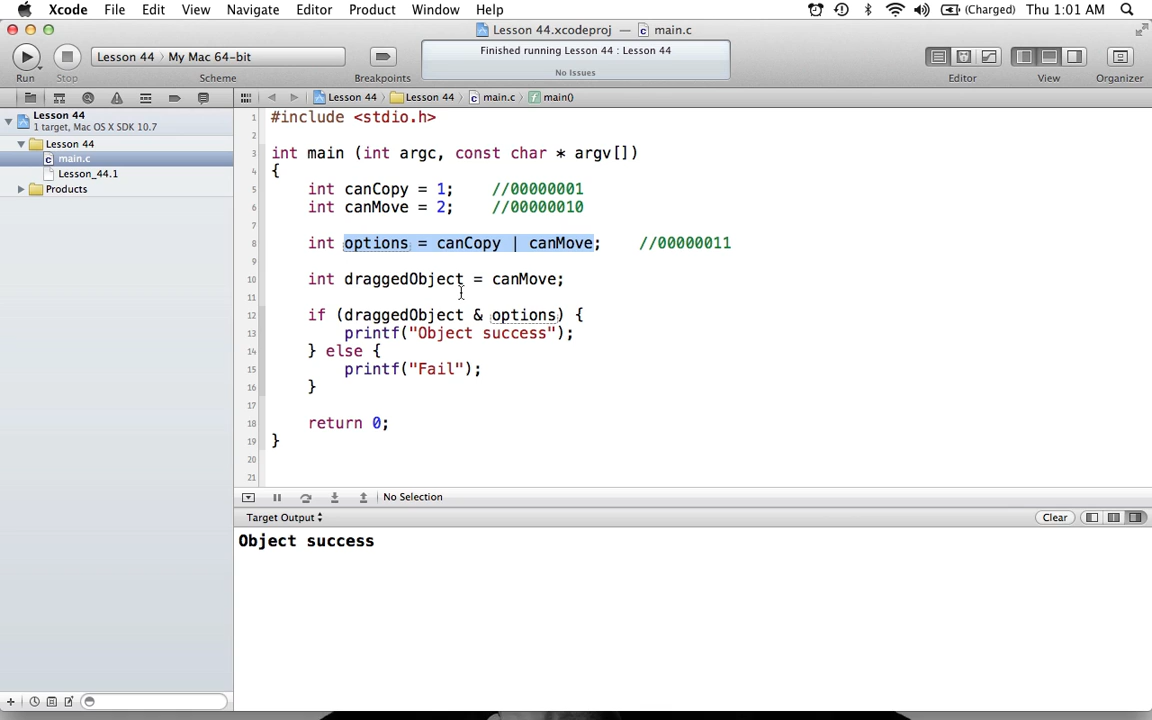 Xcode File Edit View Navigate Editor Product Window Help (Charged) Thu 1:01 AM
Lesson 44.xcodeproj — main.c
Lesson 44 〉 My Mac 64-bit
Finished running Lesson 44 : Lesson 44
No Issues
Run Stop Scheme Breakpoints Editor View Organizer
Lesson 44 〉 Lesson 44 〉 main.c 〉 main()
Lesson 44
1 target, Mac OS X SDK 10.7
Lesson 44
main.c
Lesson_44.1
Products
1 #include <stdio.h>
2
3 int main (int argc, const char * argv[])
4 {
5 int canCopy = 1; //00000001
6 int canMove = 2; //00000010
7
8 int options = canCopy | canMove; //00000011
9
10 int draggedObject = canMove;
11
12 if (draggedObject & options) {
13 printf("Object success");
14 } else {
15 printf("Fail");
16 }
17
18 return 0;
19 }
20
21
No Selection
Target Output Clear
Object success